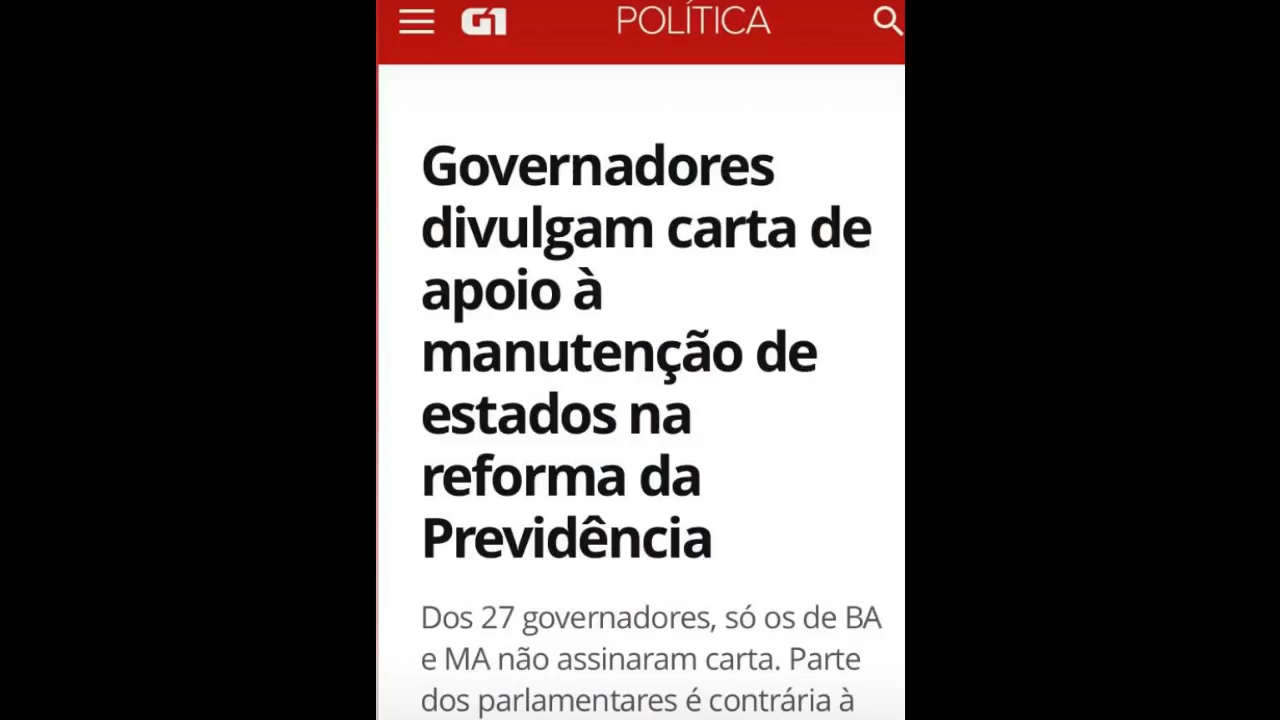 G1 POLÍTICA
Governadores
divulgam carta de
apoio à
manutenção de
estados na
reforma da
Previdência
Dos 27 governadores, só os de BA
e MA não assinaram carta. Parte
dos parlamentares é contrária à